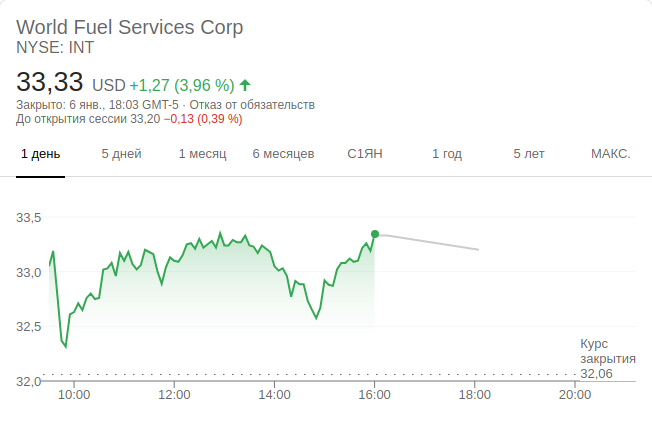 World Fuel Services Corp
NYSE: INT
33,33 USD +1,27 (3,96 %)
Закрыто: 6 янв., 18:03 GMT-5 · Отказ от обязательств
До открытия сессии 33,20 −0,13 (0,39 %)
1 день 5 дней 1 месяц 6 месяцев С1ЯН 1 год 5 лет МАКС.
33,5
33,0
32,5
Курс
закрытия
32,06
32,0
10:00 12:00 14:00 16:00 18:00 20:00